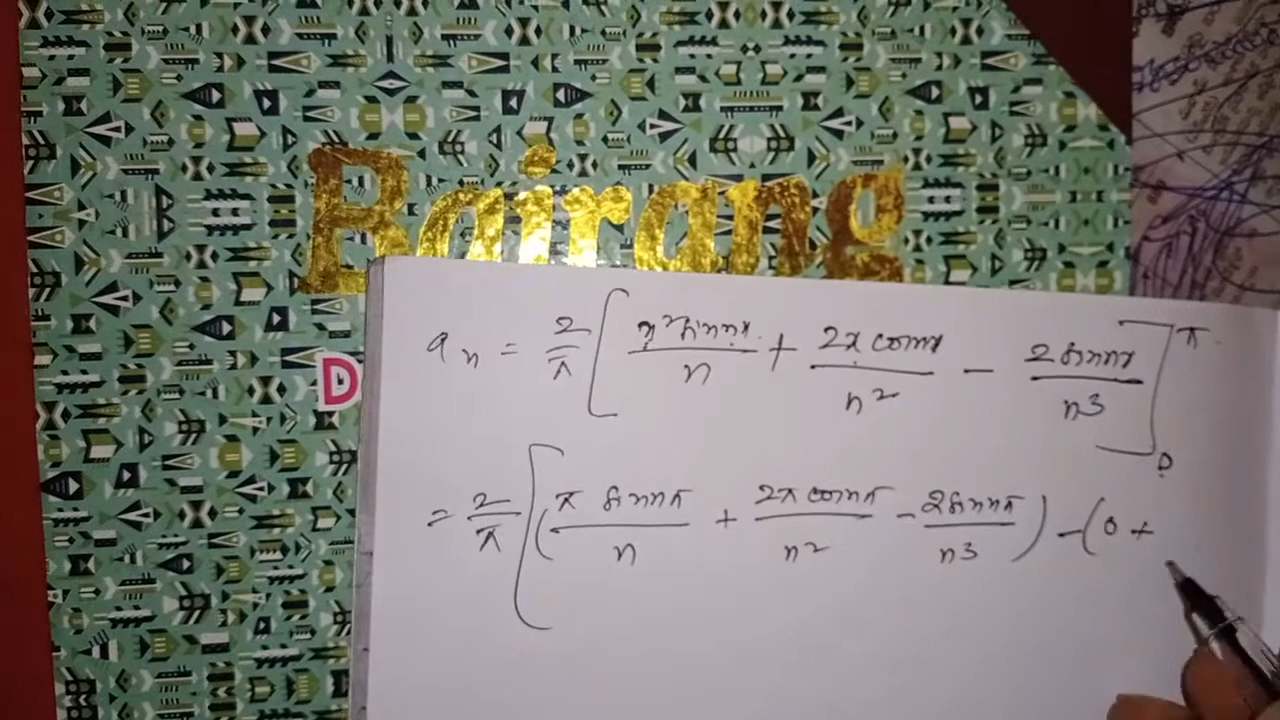 Bairang
D
aₙ = 2/π [ x² sin nx / n + 2x cos nx / n² − 2 sin nx / n³ ]₀^π
= 2/π [ ( π sin nπ / n + 2π cos nπ / n² − 2 sin nπ / n³ ) − ( 0 +